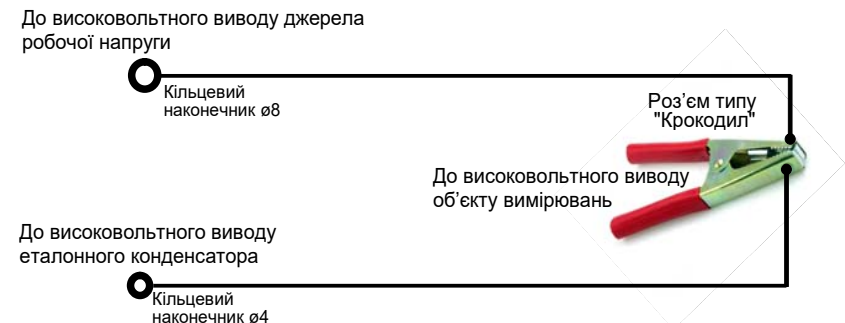 До високовольтного виводу джерела
робочої напруги
Кільцевий
наконечник ø8
Роз’єм типу
"Крокодил"
До високовольтного виводу
об’єкту вимірювань
До високовольтного виводу
еталонного конденсатора
Кільцевий
наконечник ø4